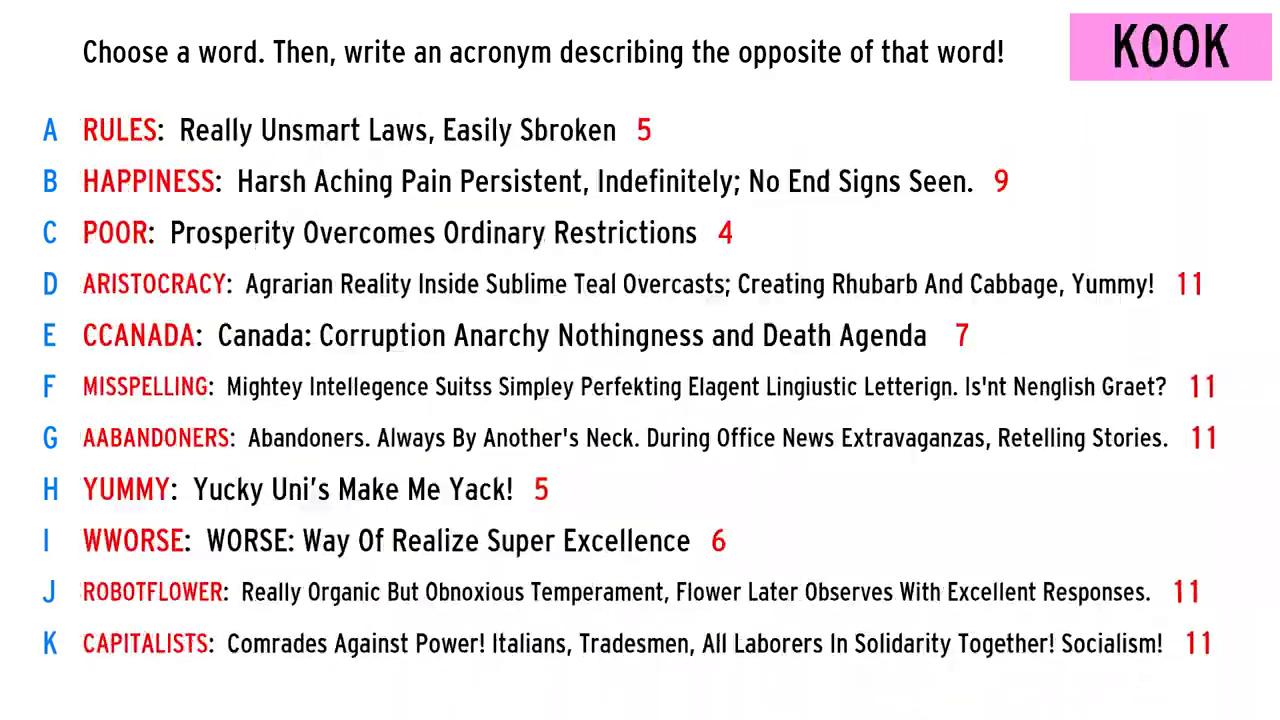 Choose a word. Then, write an acronym describing the opposite of that word!
KOOK
A RULES: Really Unsmart Laws, Easily Sbroken 5
B HAPPINESS: Harsh Aching Pain Persistent, Indefinitely; No End Signs Seen. 9
C POOR: Prosperity Overcomes Ordinary Restrictions 4
D ARISTOCRACY: Agrarian Reality Inside Sublime Teal Overcasts; Creating Rhubarb And Cabbage, Yummy! 11
E CCANADA: Canada: Corruption Anarchy Nothingness and Death Agenda 7
F MISSPELLING: Mightey Intellegence Suitss Simpley Perfekting Elagent Lingiustic Letterign. Is'nt Nenglish Graet? 11
G AABANDONERS: Abandoners. Always By Another's Neck. During Office News Extravaganzas, Retelling Stories. 11
H YUMMY: Yucky Uni’s Make Me Yack! 5
I WWORSE: WORSE: Way Of Realize Super Excellence 6
J ROBOTFLOWER: Really Organic But Obnoxious Temperament, Flower Later Observes With Excellent Responses. 11
K CAPITALISTS: Comrades Against Power! Italians, Tradesmen, All Laborers In Solidarity Together! Socialism! 11